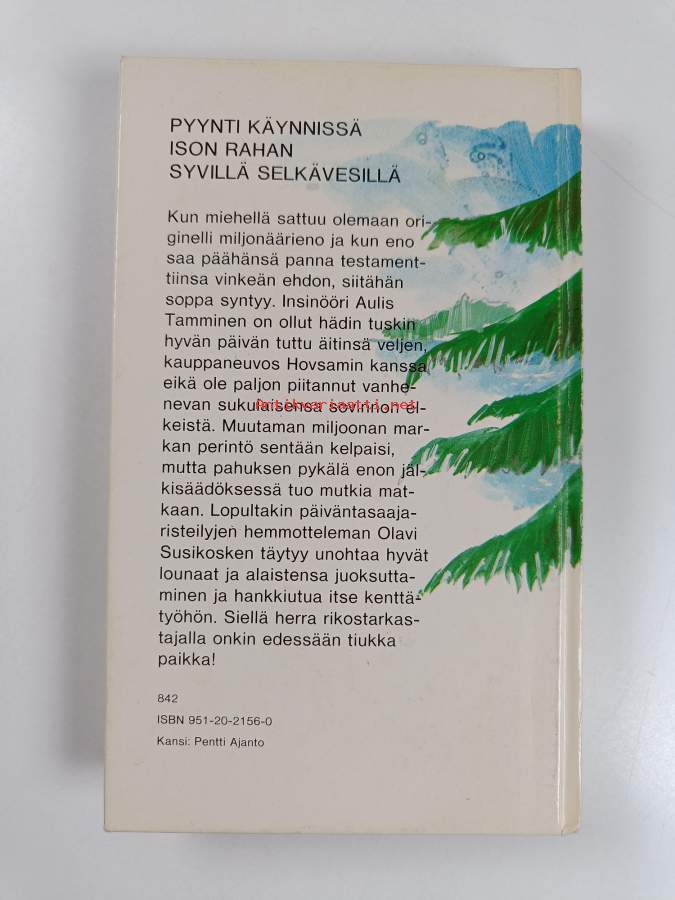 PYYNTI KÄYNNISSÄ
ISON RAHAN
SYVILLÄ SELKÄVESILLÄ
Kun miehellä sattuu olemaan ori-
ginelli miljonäärieno ja kun eno
saa päähänsä panna testament-
tiinsa vinkeän ehdon, siitähän
soppa syntyy. Insinööri Aulis
Tamminen on ollut hädin tuskin
hyvän päivän tuttu äitinsä veljen,
kauppaneuvos Hovsamin kanssa
eikä ole paljon piitannut vanhe-
nevan sukulaisensa sovinnon el-
Antikvariaatti.net
keistä. Muutaman miljoonan mar-
kan perintö sentään kelpaisi,
mutta pahuksen pykälä enon jäl-
kisäädöksessä tuo mutkia mat-
kaan. Lopultakin päiväntasaaja-
risteilyjen hemmotteleman Olavi
Susikosken täytyy unohtaa hyvät
lounaat ja alaistensa juoksutta-
minen ja hankkiutua itse kenttä-
työhön. Siellä herra rikostarkas-
tajalla onkin edessään tiukka
paikka!
842
ISBN 951-20-2156-0
Kansi: Pentti Ajanto